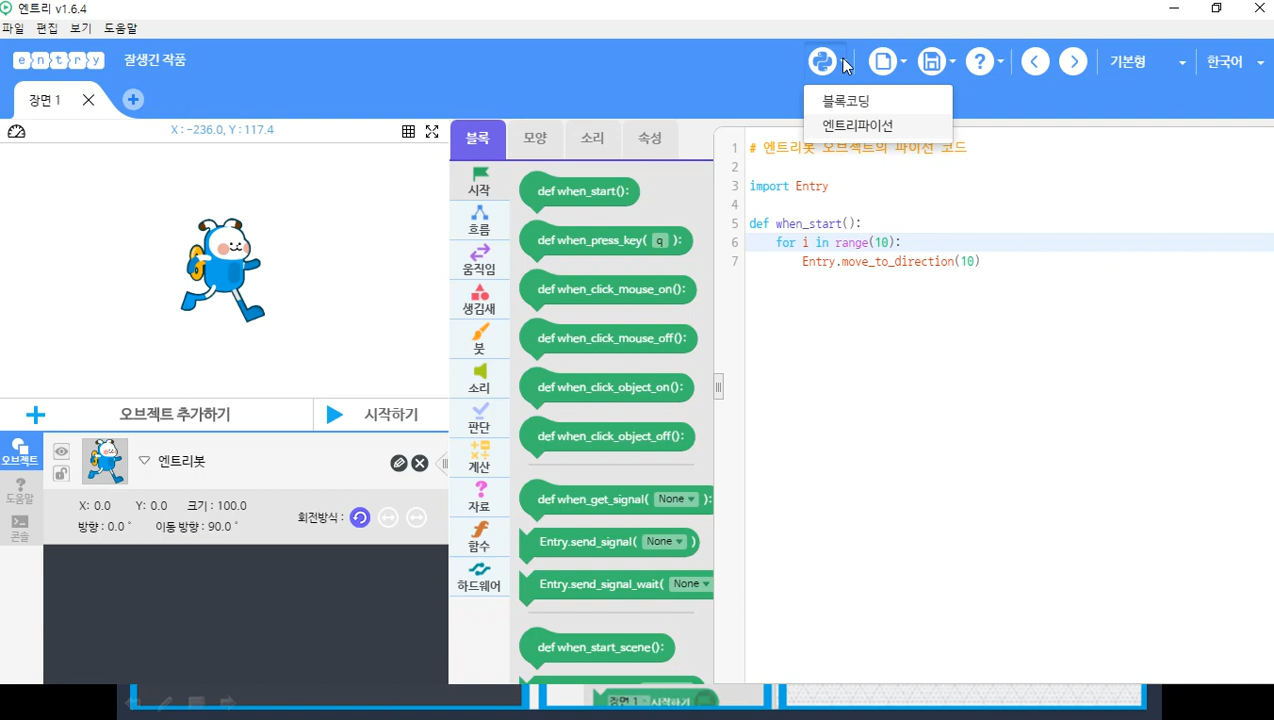 엔트리 v1.6.4
파일 편집 보기 도움말
entry 잘생긴 작품 ? 기본형 한국어
블록코딩
엔트리파이선
장면 1
X : -236.0, Y : 117.4
블록 모양 소리 속성
시작
흐름
움직임
생김새
붓
소리
판단
계산
자료
함수
하드웨어
def when_start():
def when_press_key( q ):
def when_click_mouse_on():
def when_click_mouse_off():
def when_click_object_on():
def when_click_object_off():
def when_get_signal( None ):
Entry.send_signal( None )
Entry.send_signal_wait( None
def when_start_scene():
1 # 엔트리봇 오브젝트의 파이선 코드
2
3 import Entry
4
5 def when_start():
6 for i in range(10):
7 Entry.move_to_direction(10)
오브젝트 추가하기 시작하기
오브젝트
도움말
콘솔
엔트리봇
X: 0.0 Y: 0.0 크기 : 100.0
방향 : 0.0 ° 이동 방향 : 90.0 °
회전방식 :
장면 1 시작하기